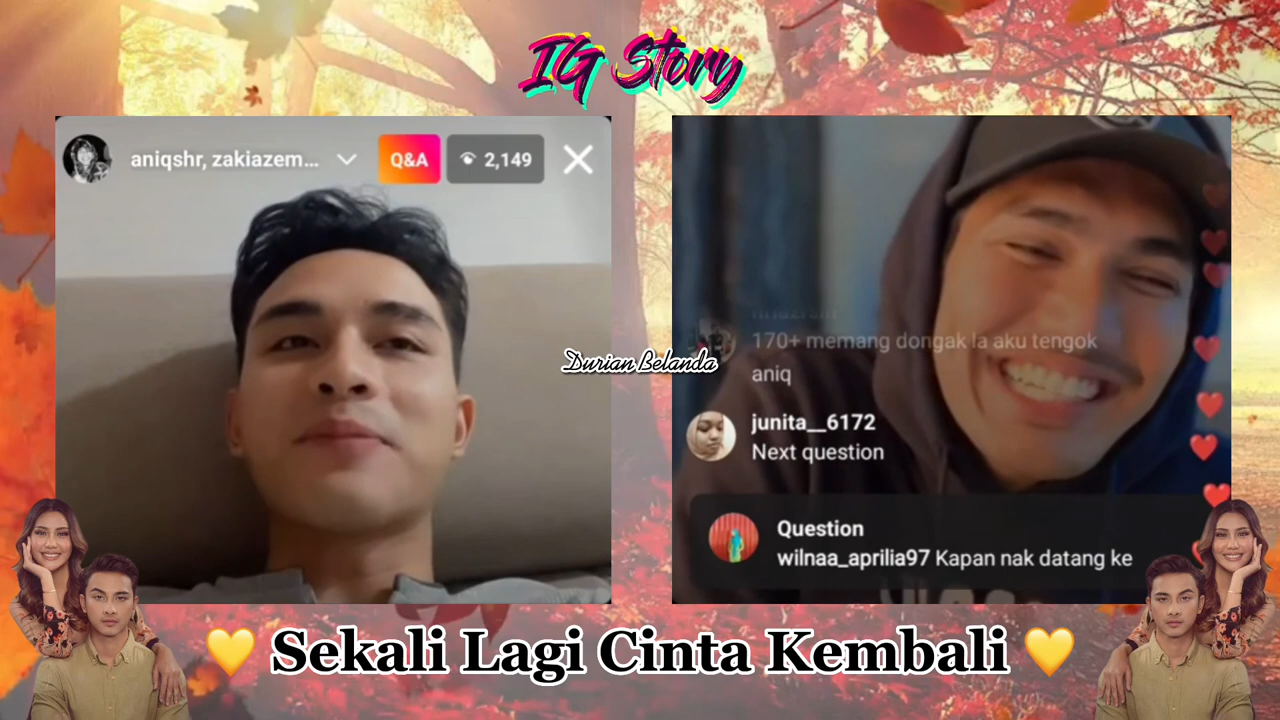 IG Story
aniqshr, zakiazem...
Q&A
2,149
170+ memang dongak la aku tengok
aniq
junita__6172
Next question
Question
wilnaa_aprilia97 Kapan nak datang ke
Durian Belanda
💛 Sekali Lagi Cinta Kembali 💛